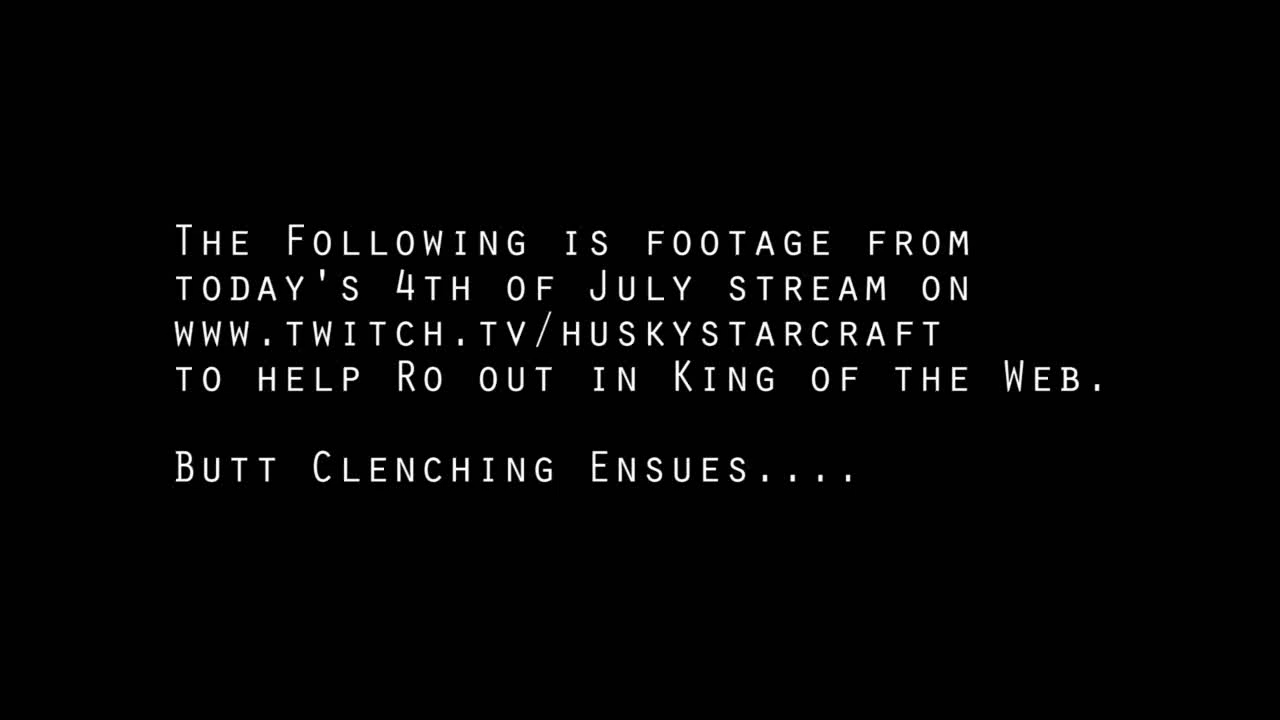 The Following is footage from
today's 4th of July stream on
www.twitch.tv/huskystarcraft
to help Ro out in King of the Web.
Butt Clenching Ensues....